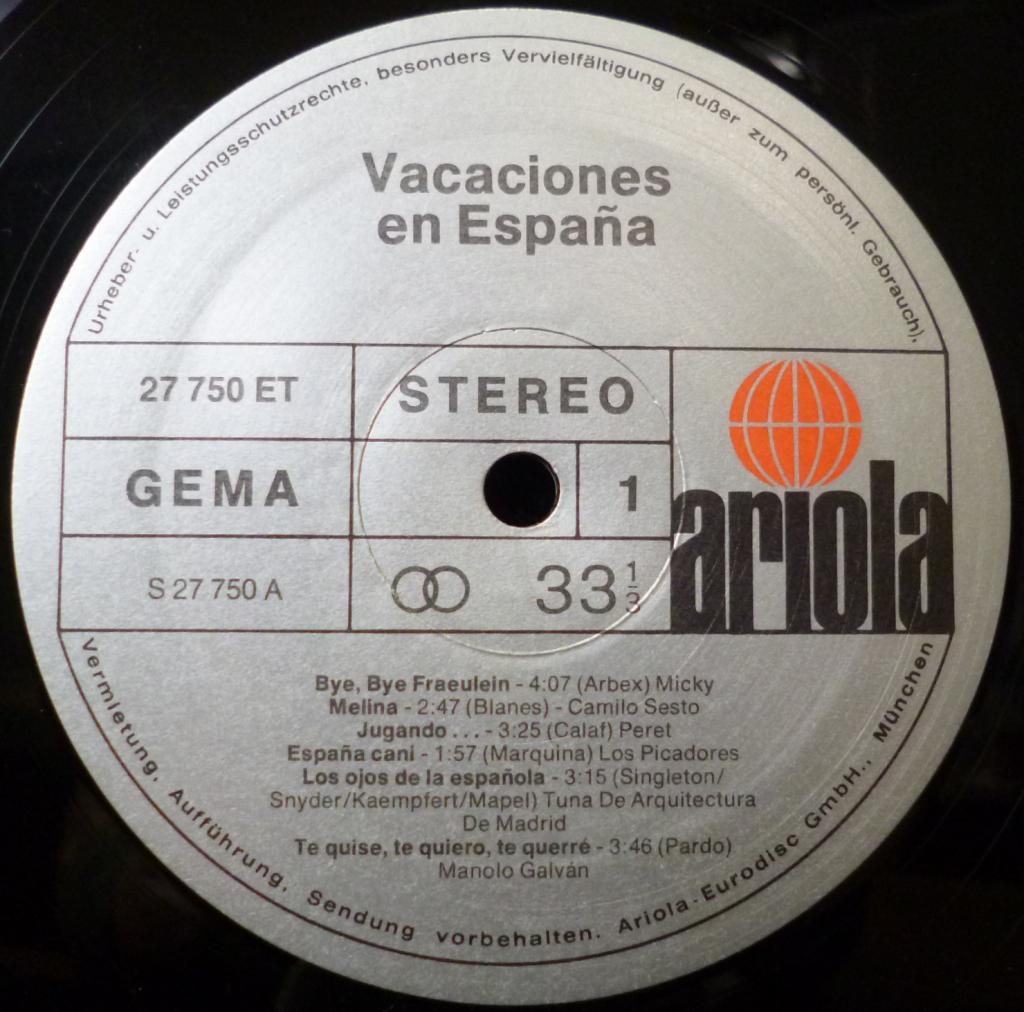 Urheber- u. Leistungsschutzrechte, besonders Vervielfältigung (außer zum persönl. Gebrauch),
Vacaciones
en España
27 750 ET
STEREO
GEMA
1
ariola
S 27 750 A
33 1/3
Bye, Bye Fraeulein - 4:07 (Arbex) Micky
Melina - 2:47 (Blanes) - Camilo Sesto
Jugando . . . - 3:25 (Calaf) Peret
España cani - 1:57 (Marquina) Los Picadores
Los ojos de la española - 3:15 (Singleton/
Snyder/Kaempfert/Mapel) Tuna De Arquitectura
De Madrid
Te quise, te quiero, te querré - 3:46 (Pardo)
Manolo Galván
Vermietung, Aufführung, Sendung vorbehalten. Ariola-Eurodisc GmbH., München